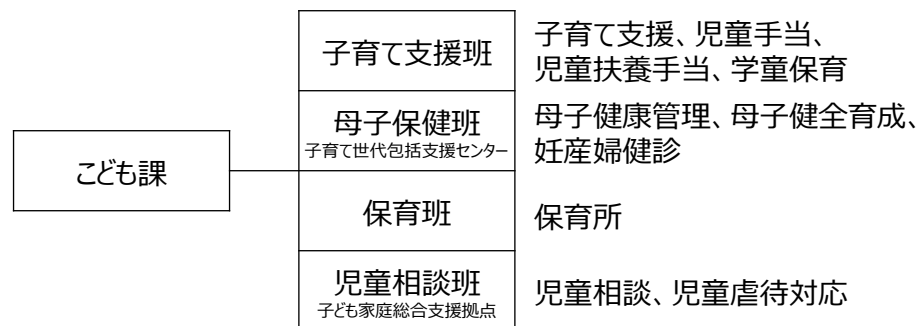 こども課
子育て支援班
子育て支援、児童手当、
児童扶養手当、学童保育
母子保健班
子育て世代包括支援センター
母子健康管理、母子健全育成、
妊産婦健診
保育班
保育所
児童相談班
子ども家庭総合支援拠点
児童相談、児童虐待対応